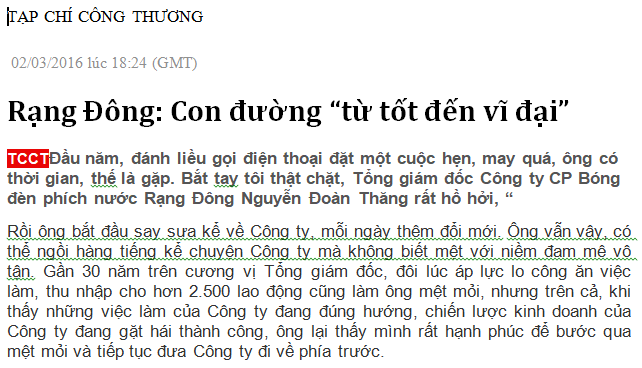 TẠP CHÍ CÔNG THƯƠNG
02/03/2016 lúc 18:24 (GMT)
Rạng Đông: Con đường “từ tốt đến vĩ đại”
TCCT Đầu năm, đánh liều gọi điện thoại đặt một cuộc hẹn, may quá, ông có
thời gian, thế là gặp. Bắt tay tôi thật chặt, Tổng giám đốc Công ty CP Bóng
đèn phích nước Rạng Đông Nguyễn Đoàn Thăng rất hồ hởi, “
Rồi ông bắt đầu say sưa kể về Công ty, mỗi ngày thêm đổi mới. Ông vẫn vậy, có
thể ngồi hàng tiếng kể chuyện Công ty mà không biết mệt với niềm đam mê vô
tận. Gần 30 năm trên cương vị Tổng giám đốc, đôi lúc áp lực lo công ăn việc
làm, thu nhập cho hơn 2.500 lao động cũng làm ông mệt mỏi, nhưng trên cả, khi
thấy những việc làm của Công ty đang đúng hướng, chiến lược kinh doanh của
Công ty đang gặt hái thành công, ông lại thấy mình rất hạnh phúc để bước qua
mệt mỏi và tiếp tục đưa Công ty đi về phía trước.